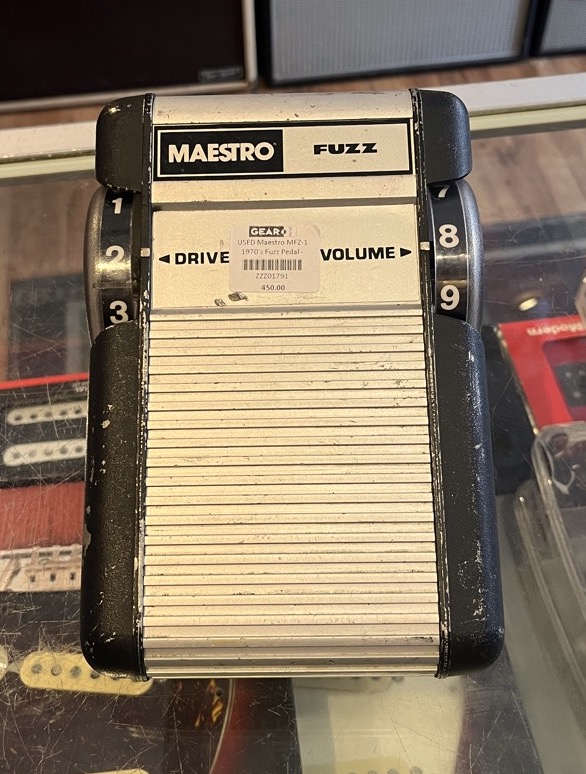 MAESTRO FUZZ
1 7
GEAR
USED Maestro MFZ-1
2 ◄DRIVE 1970's Fuzz Pedal - VOLUME► 8
ZZZ01791
3 450.00 9
Modern